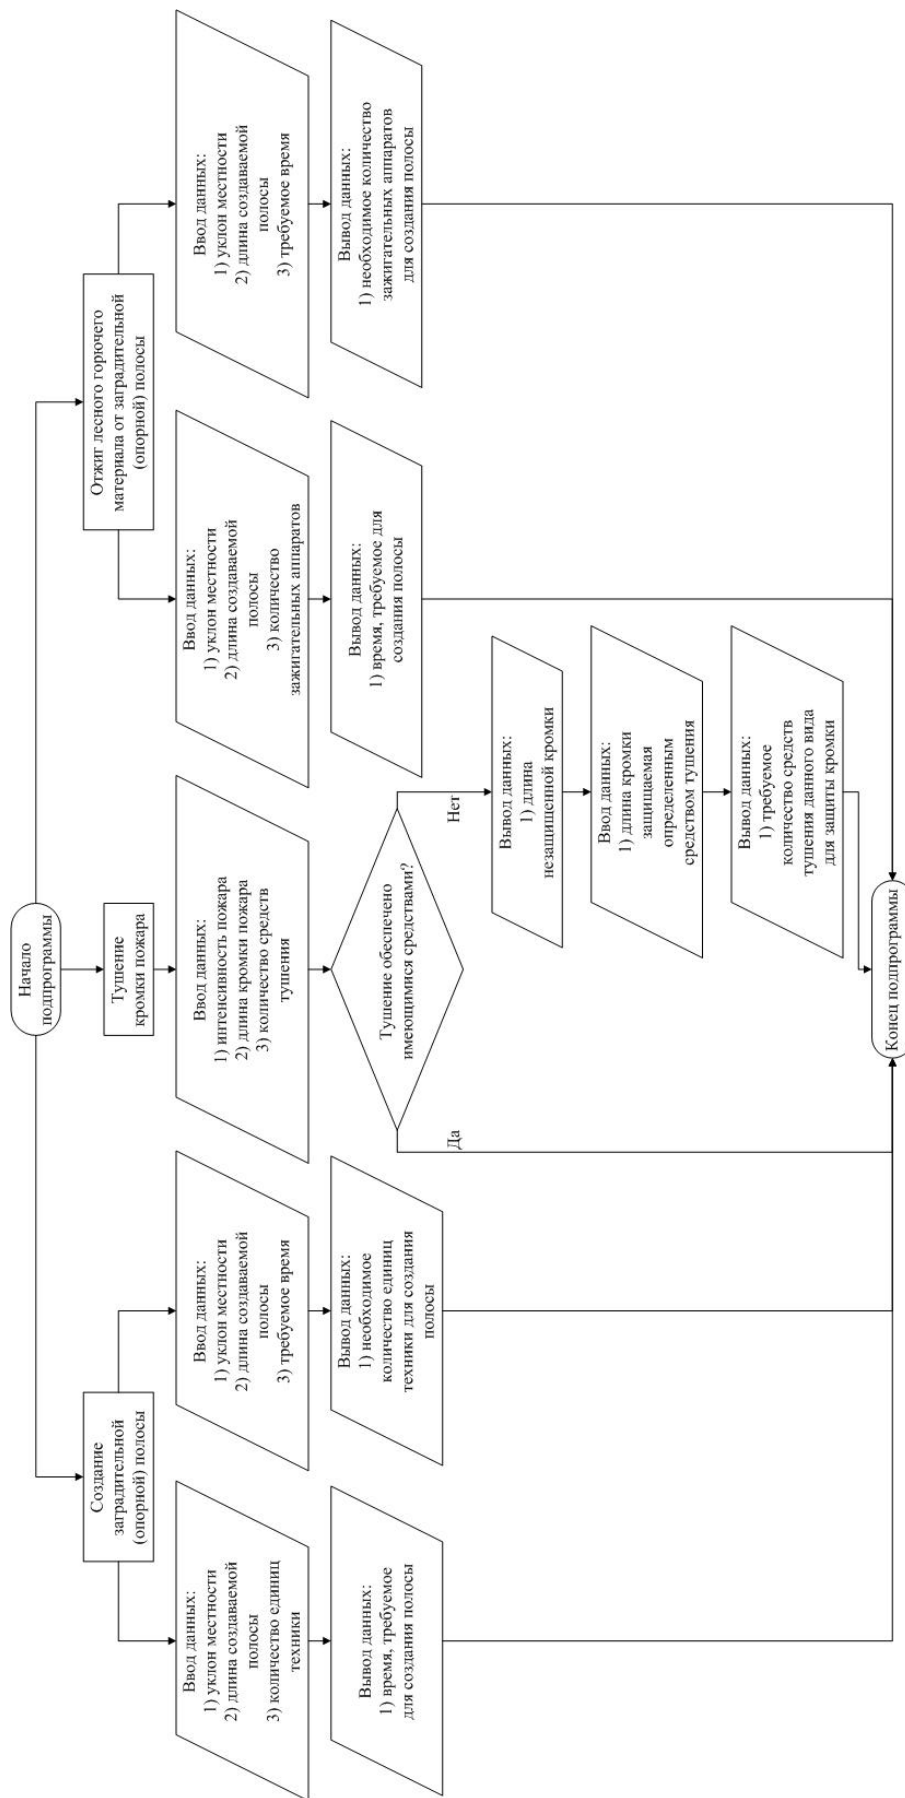 Начало
подпрограммы
Создание
заградительной
(опорной) полосы
Тушение
кромки пожара
Отжиг лесного горючего
материала от заградительной
(опорной) полосы
Ввод данных:
1) уклон местности
2) длина создаваемой
полосы
3) количество единиц
техники
Ввод данных:
1) уклон местности
2) длина создаваемой
полосы
3) требуемое время
Ввод данных:
1) интенсивность пожара
2) длина кромки пожара
3) количество средств
тушения
Ввод данных:
1) уклон местности
2) длина создаваемой
полосы
3) количество
зажигательных аппаратов
Ввод данных:
1) уклон местности
2) длина создаваемой
полосы
3) требуемое время
Вывод данных:
1) время, требуемое
для создания полосы
Вывод данных:
1) необходимое
количество единиц
техники для создания
полосы
Тушение обеспечено
имеющимися средствами?
Вывод данных:
1) время, требуемое для
создания полосы
Вывод данных:
1) необходимое количество
зажигательных аппаратов
для создания полосы
Да
Нет
Вывод данных:
1) длина
незащищенной кромки
Ввод данных:
1) длина кромки
защищаемая
определенным
средством тушения
Вывод данных:
1) требуемое
количество средств
тушения данного вида
для защиты кромки
Конец подпрограммы